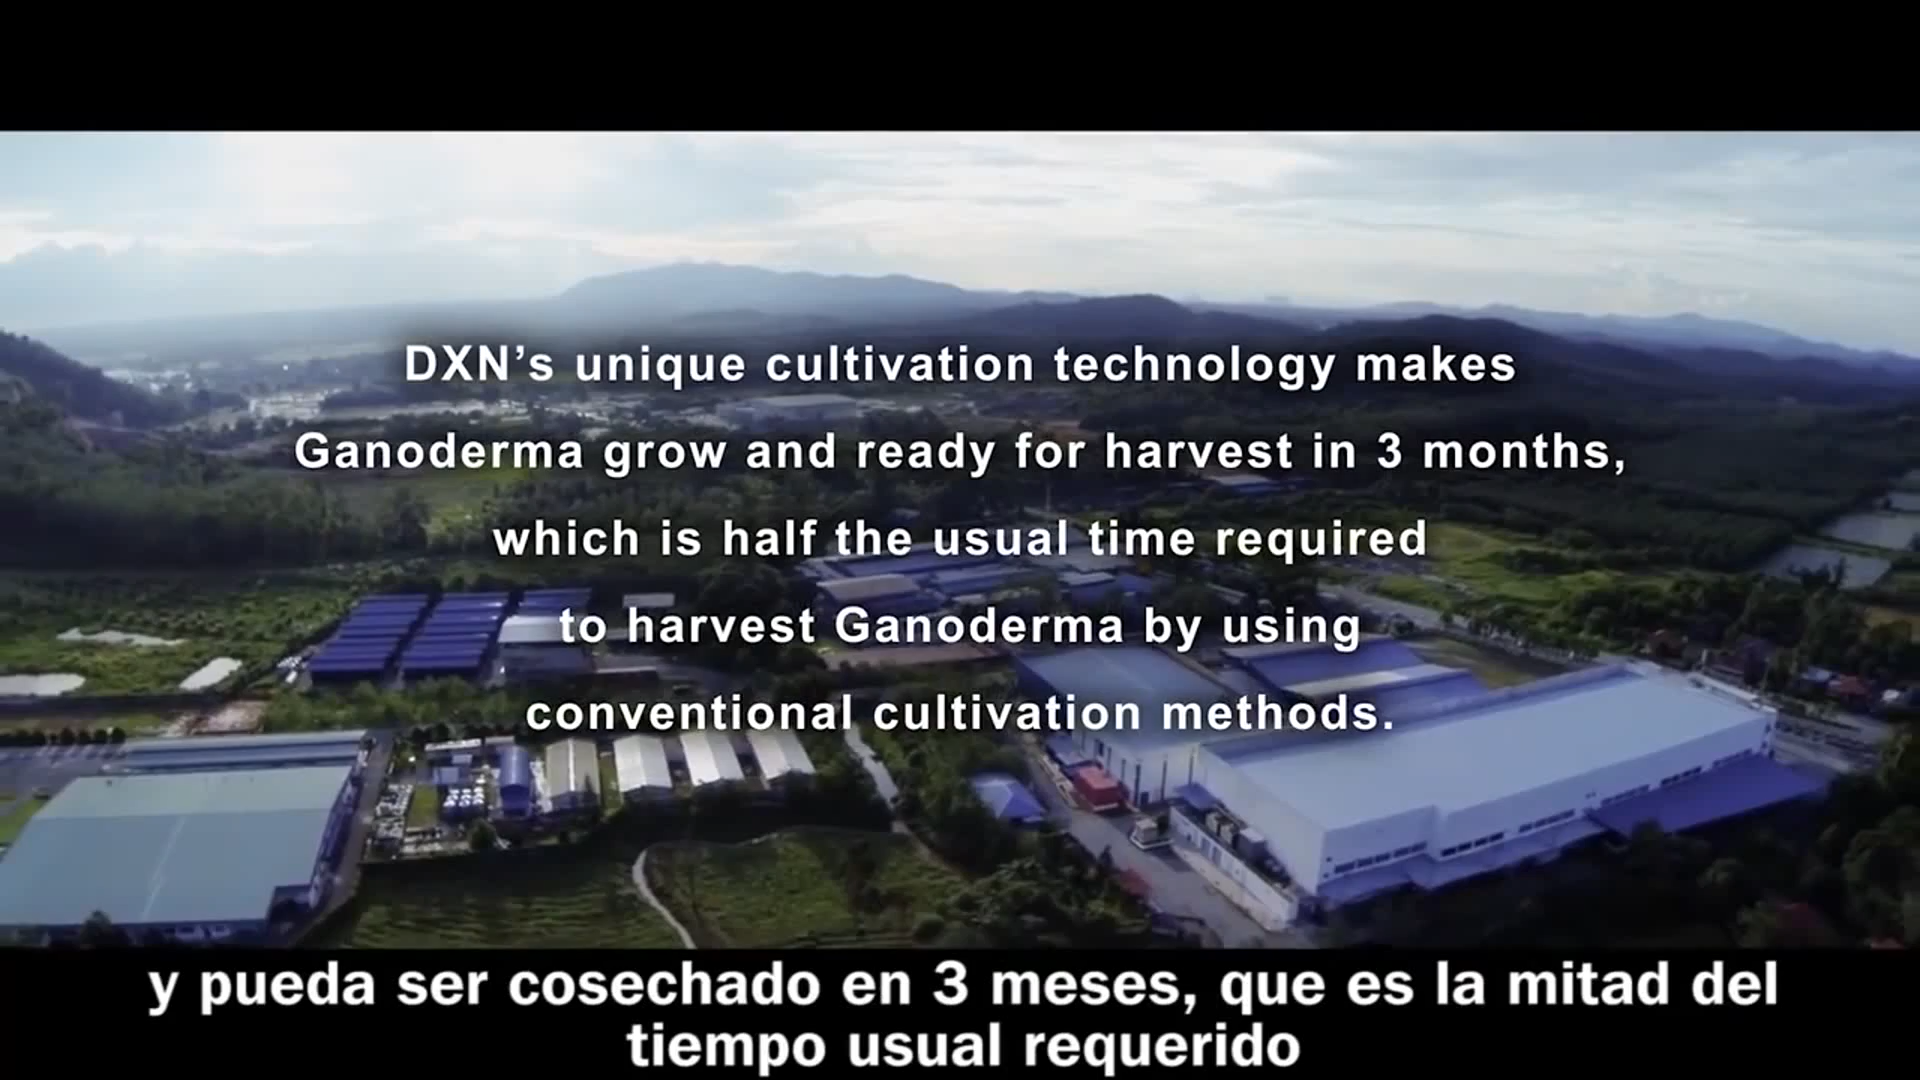 DXN’s unique cultivation technology makes
Ganoderma grow and ready for harvest in 3 months,
which is half the usual time required
to harvest Ganoderma by using
conventional cultivation methods.
y pueda ser cosechado en 3 meses, que es la mitad del
tiempo usual requerido